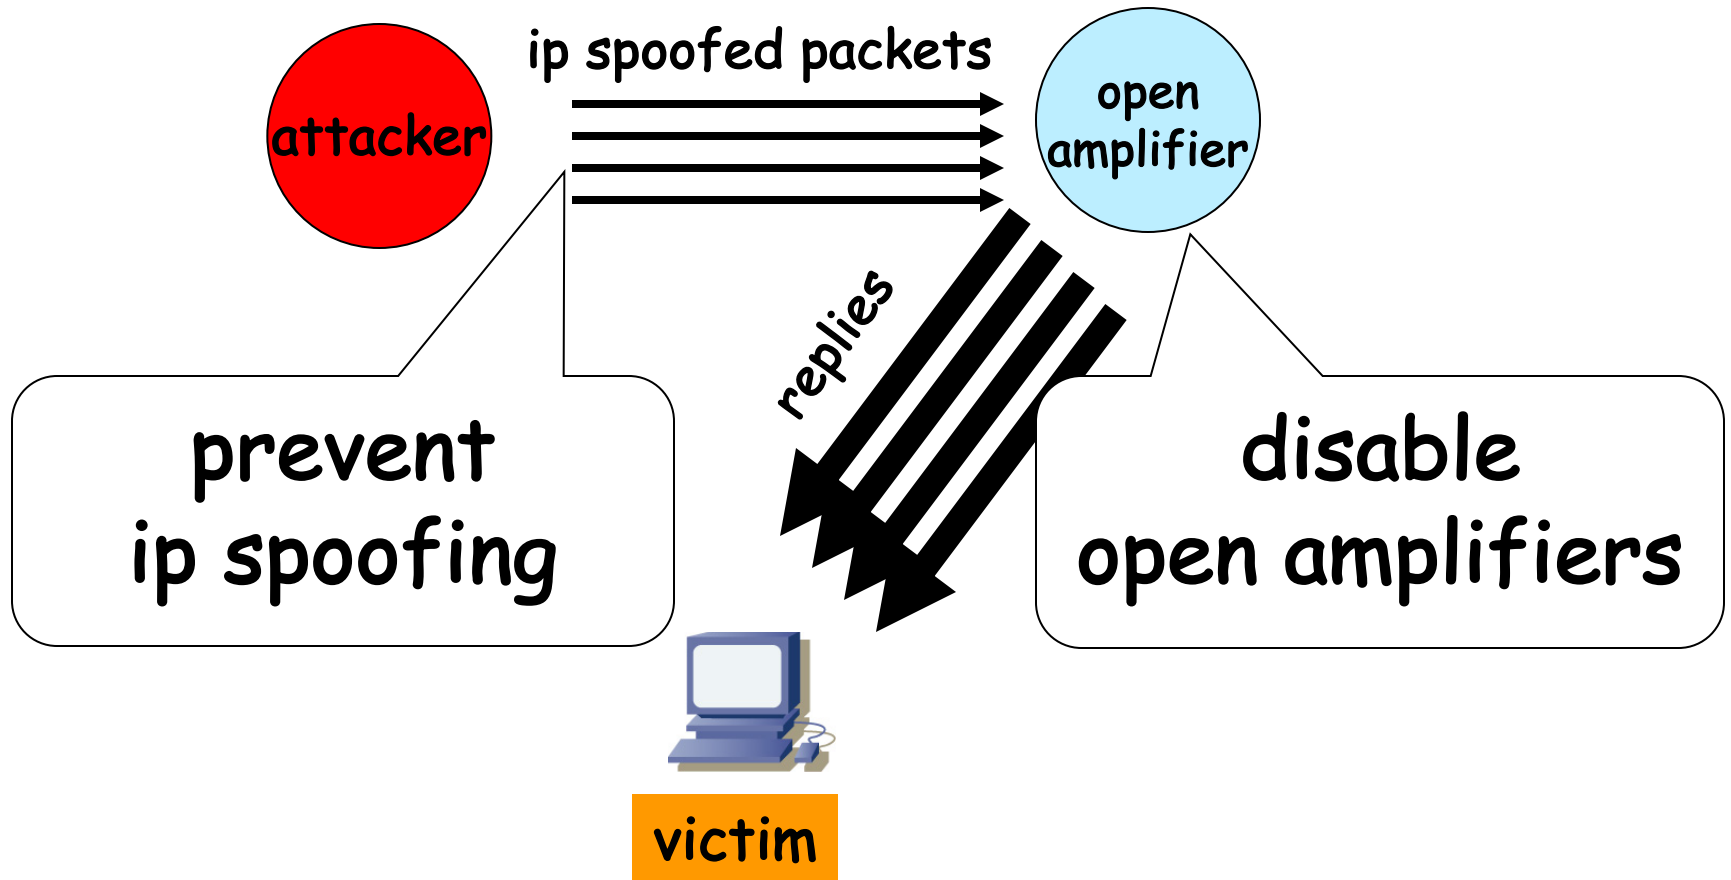 ip spoofed packets
attacker
open
amplifier
replies
prevent
ip spoofing
disable
open amplifiers
victim